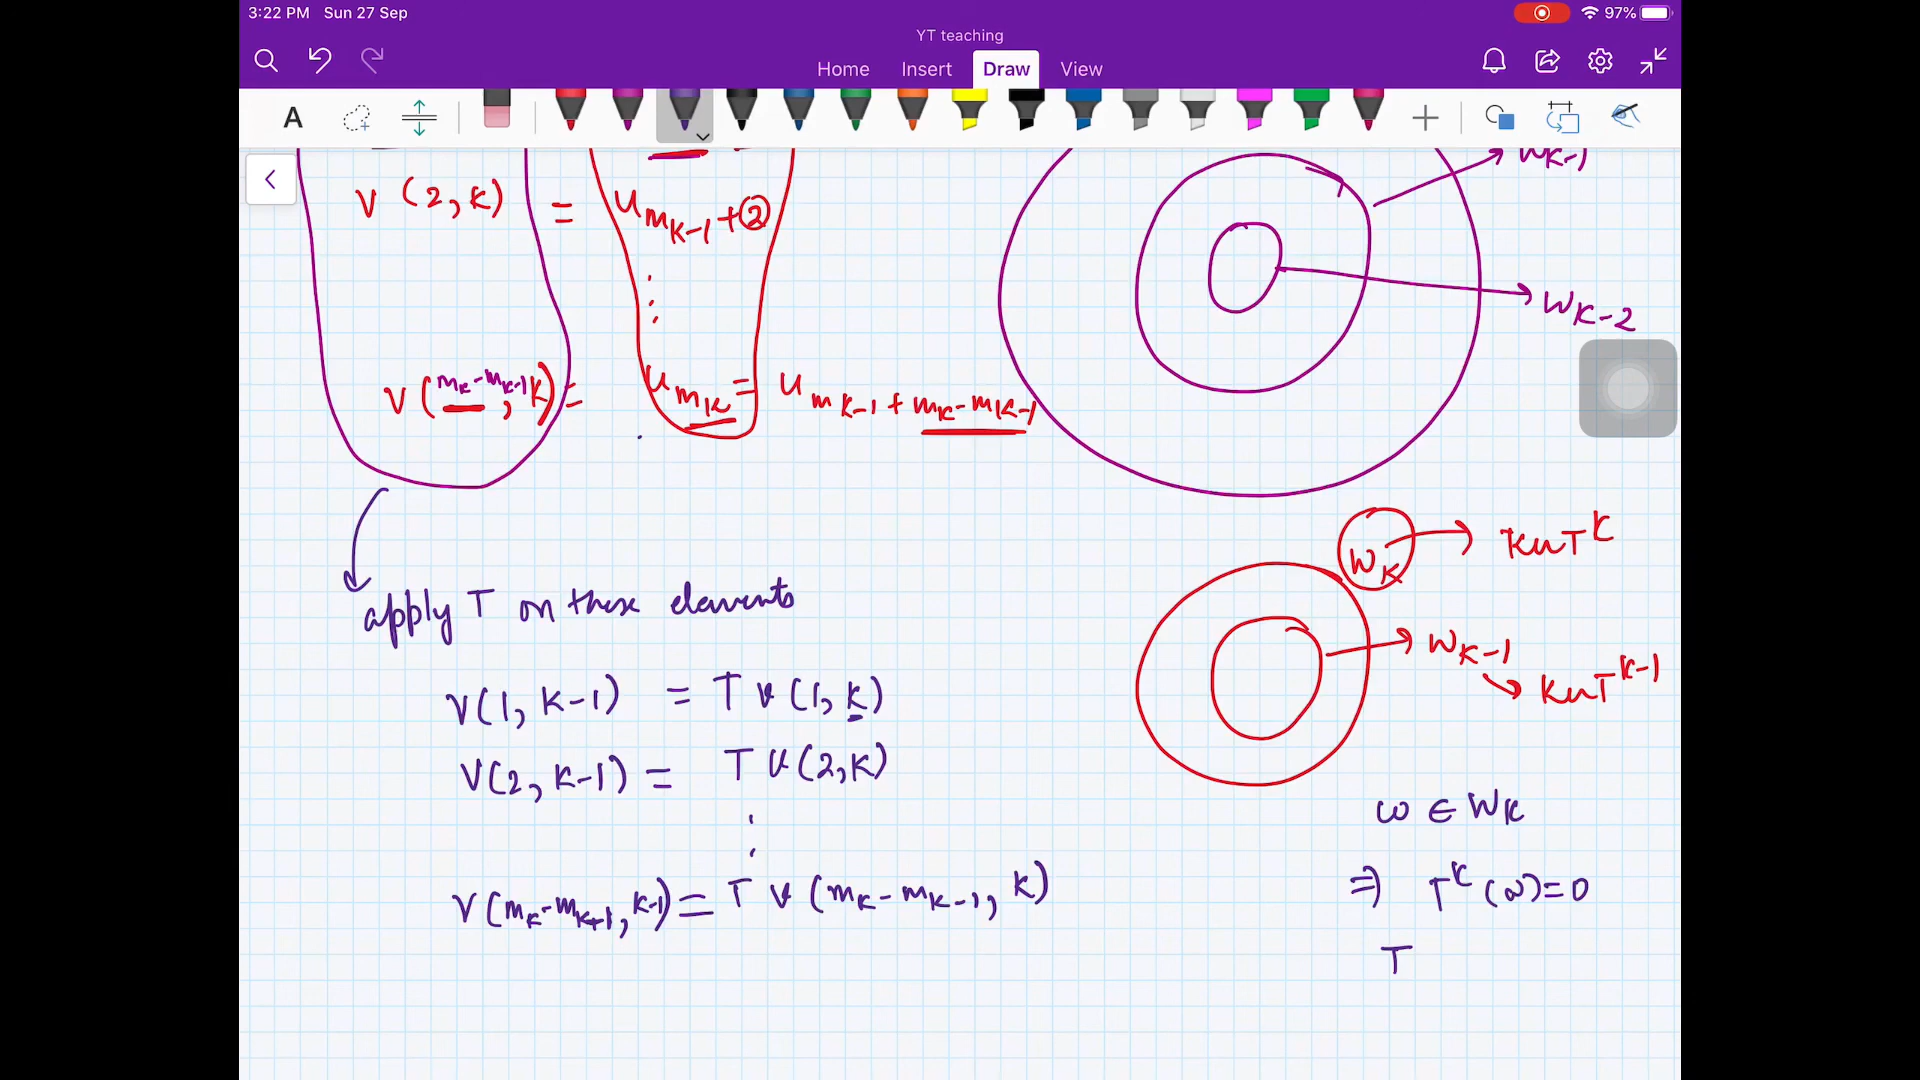 3:22 PM Sun 27 Sep
97%
YT teaching
Home Insert Draw View
A
W_{K-1}
V (2, K) = U_{m_{K-1}+②}
⋮
W_{K-2}
V (m_K-m_{K-1}, K) = U_{m_K} = U_{m_{K-1}+m_K-m_{K-1}}
W_K → KerT^K
apply T on these elements
W_{K-1} → KerT^{K-1}
V(1, K-1) = T V (1, K)
V(2, K-1) = T V (2, K)
⋮
V(m_K-m_{K+1}, K-1) = T V (m_K-m_{K-1}, K)
ω ∈ W_K
⇒ T^K (ω) = 0
T